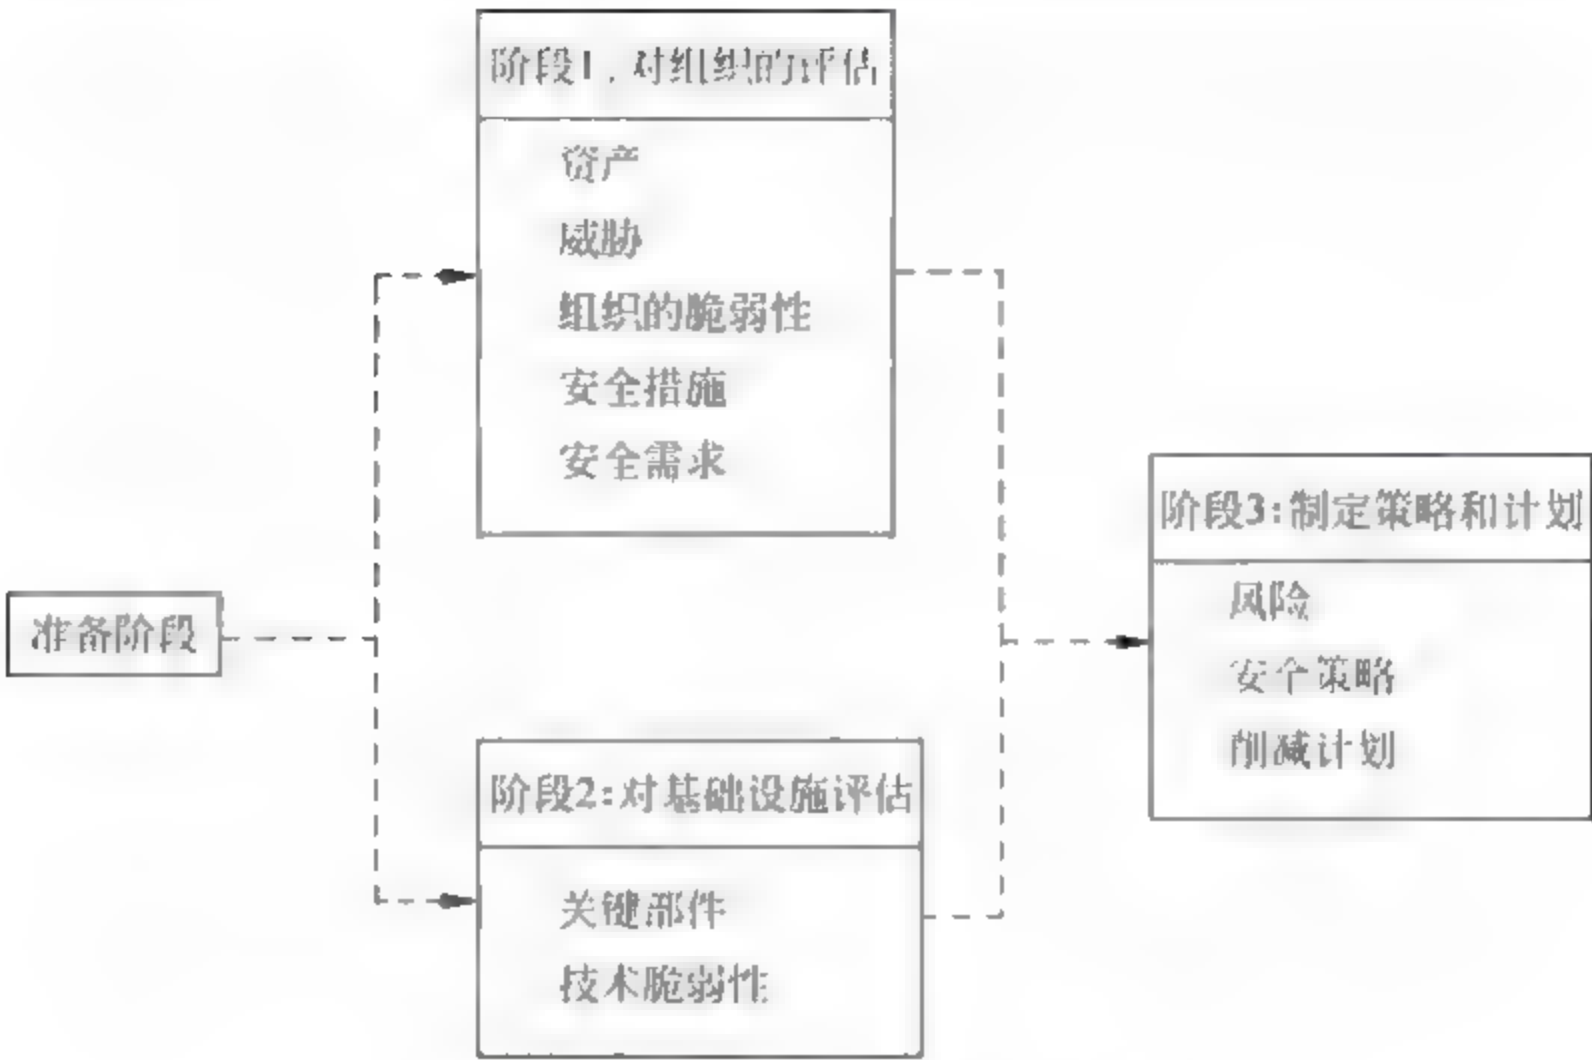 阶段1,对组织的评估
资产
威胁
组织的脆弱性
安全措施
安全需求
准备阶段
阶段2:对基础设施评估
关键部件
技术脆弱性
阶段3:制定策略和计划
风险
安全策略
削减计划